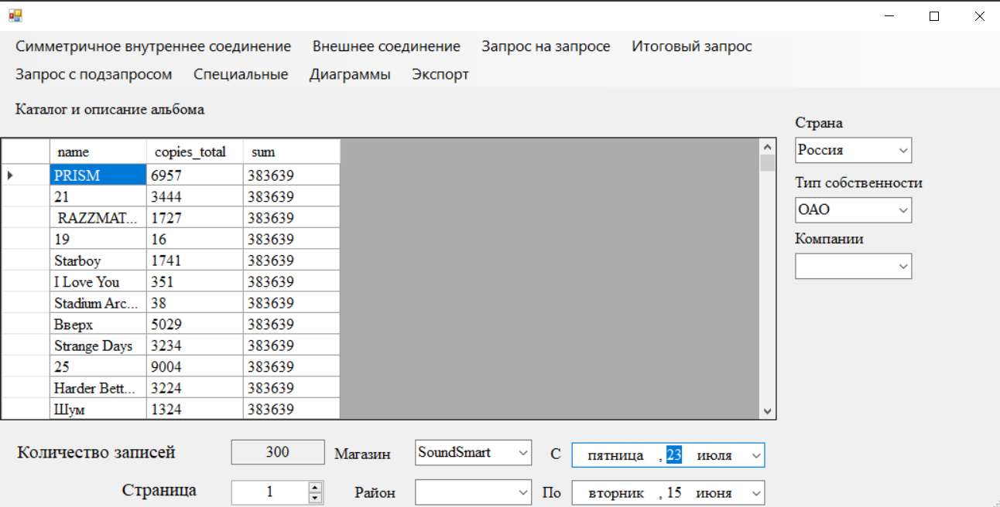 Симметричное внутреннее соединение Внешнее соединение Запрос на запросе Итоговый запрос
Запрос с подзапросом Специальные Диаграммы Экспорт
Каталог и описание альбома
name copies_total sum
PRISM 6957 383639
21 3444 383639
RAZZMAT... 1727 383639
19 16 383639
Starboy 1741 383639
I Love You 351 383639
Stadium Arc... 38 383639
Вверх 5029 383639
Strange Days 3234 383639
25 9004 383639
Harder Bett... 3224 383639
Шум 1324 383639
Страна
Россия
Тип собственности
ОАО
Компании
Количество записей 300 Магазин SoundSmart С пятница , 23 июля
Страница 1 Район По вторник , 15 июня